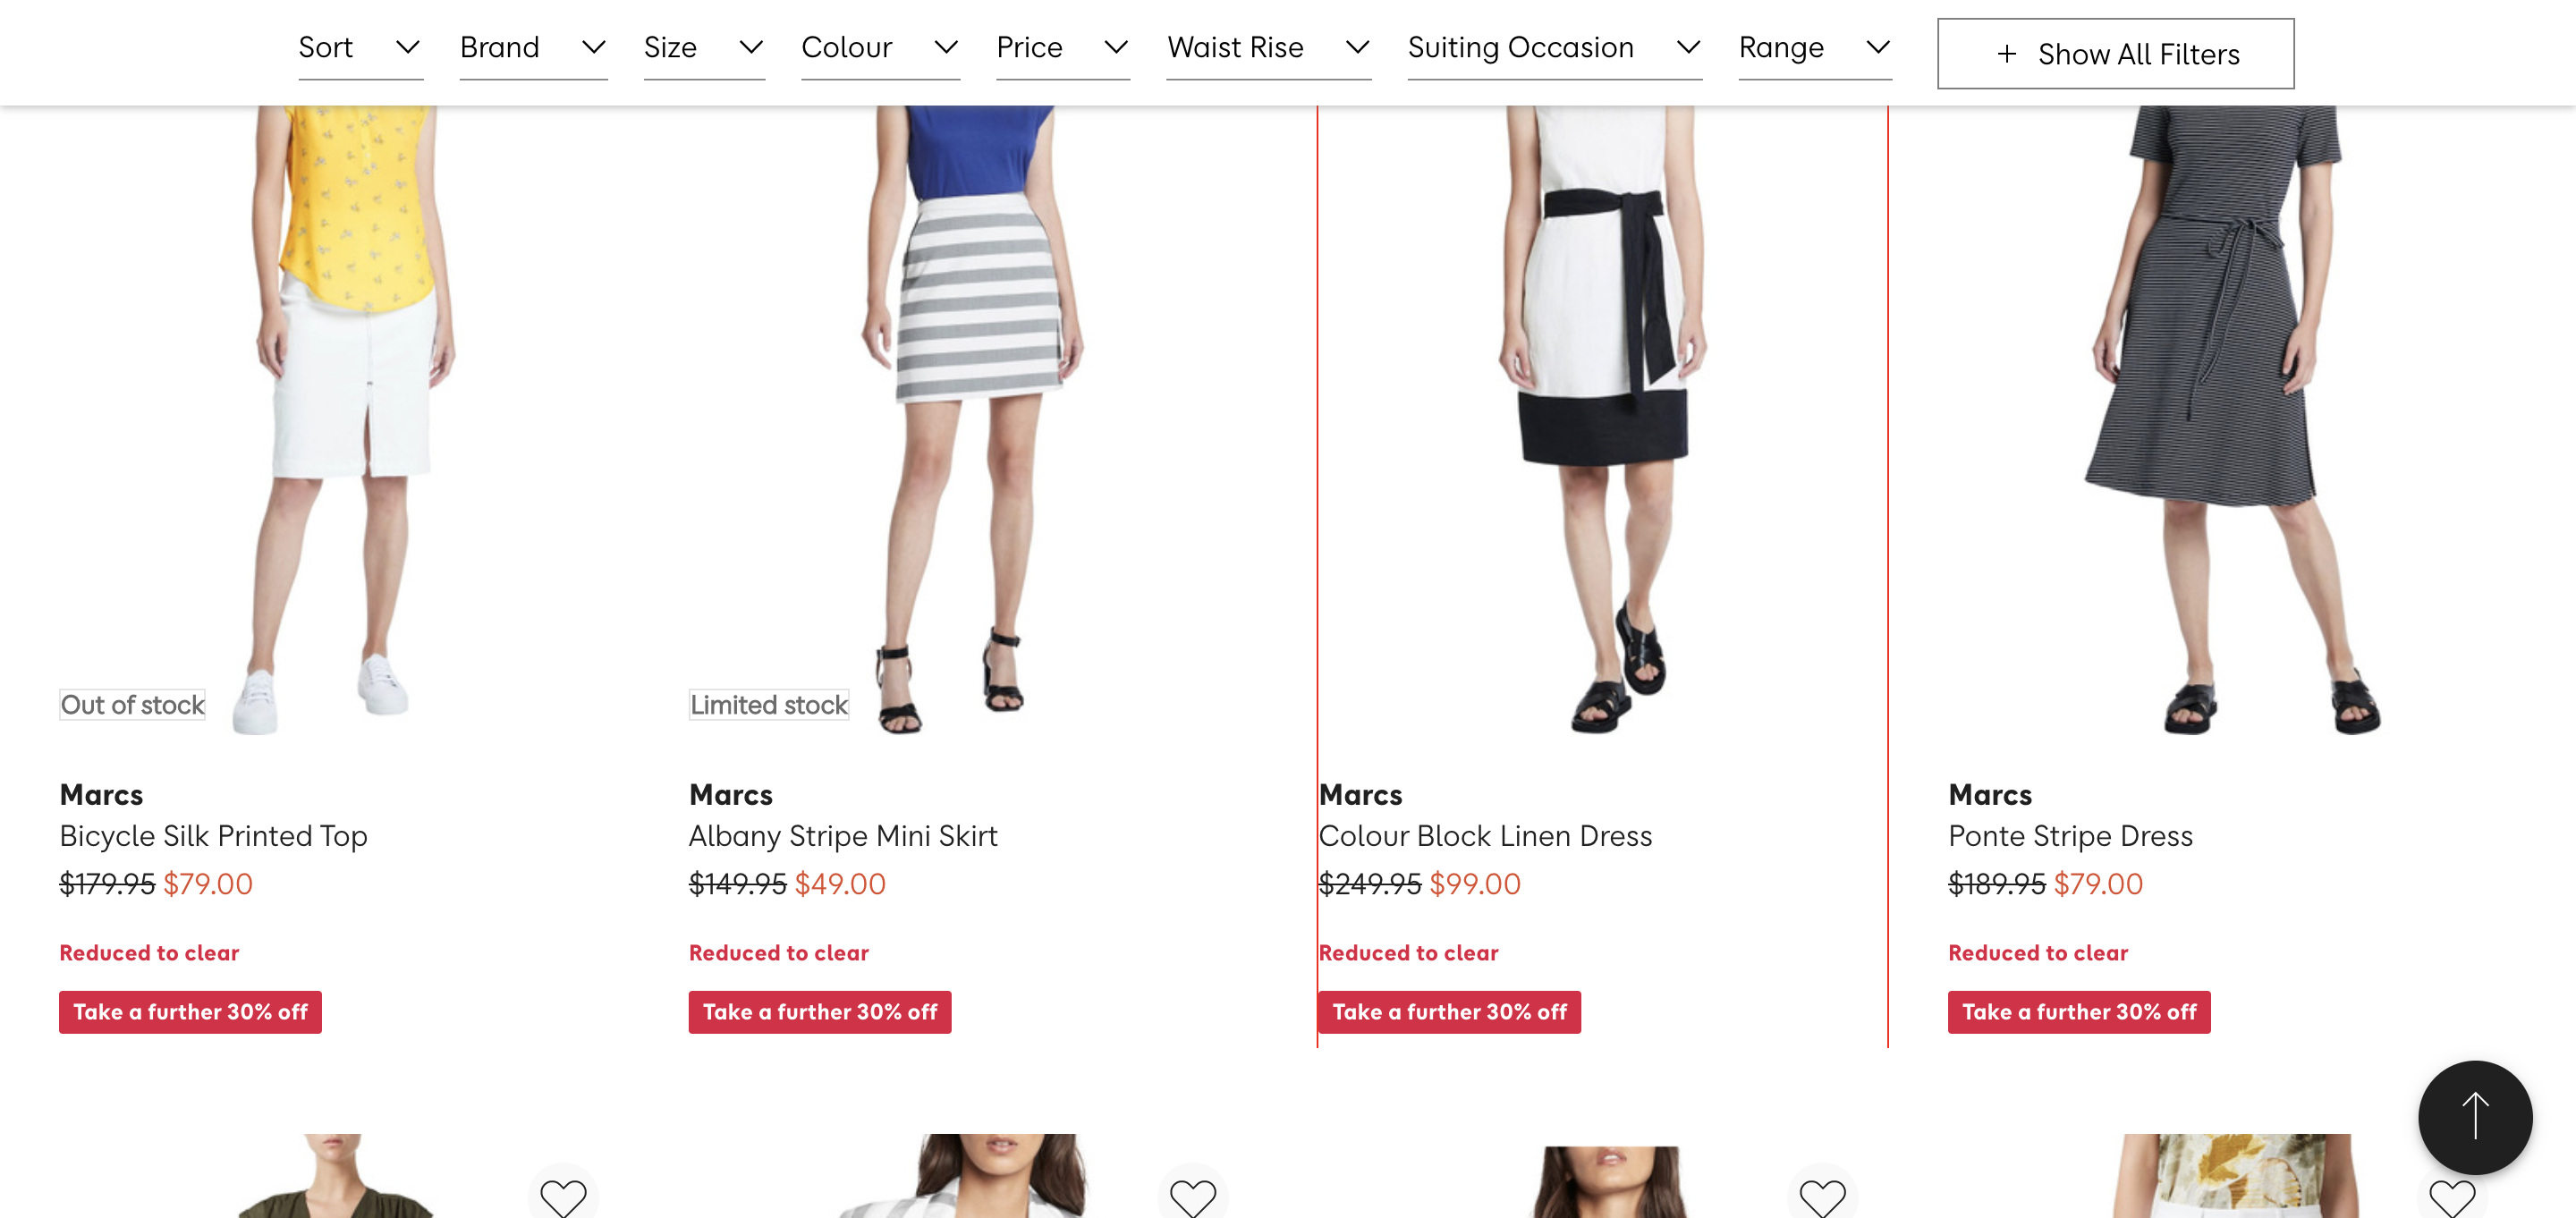 Sort
Brand
Size
Colour
Price
Waist Rise
Suiting Occasion
Range
+ Show All Filters
Out of stock
Marcs
Bicycle Silk Printed Top
$179.95 $79.00
Reduced to clear
Take a further 30% off
Limited stock
Marcs
Albany Stripe Mini Skirt
$149.95 $49.00
Reduced to clear
Take a further 30% off
Marcs
Colour Block Linen Dress
$249.95 $99.00
Reduced to clear
Take a further 30% off
Marcs
Ponte Stripe Dress
$189.95 $79.00
Reduced to clear
Take a further 30% off